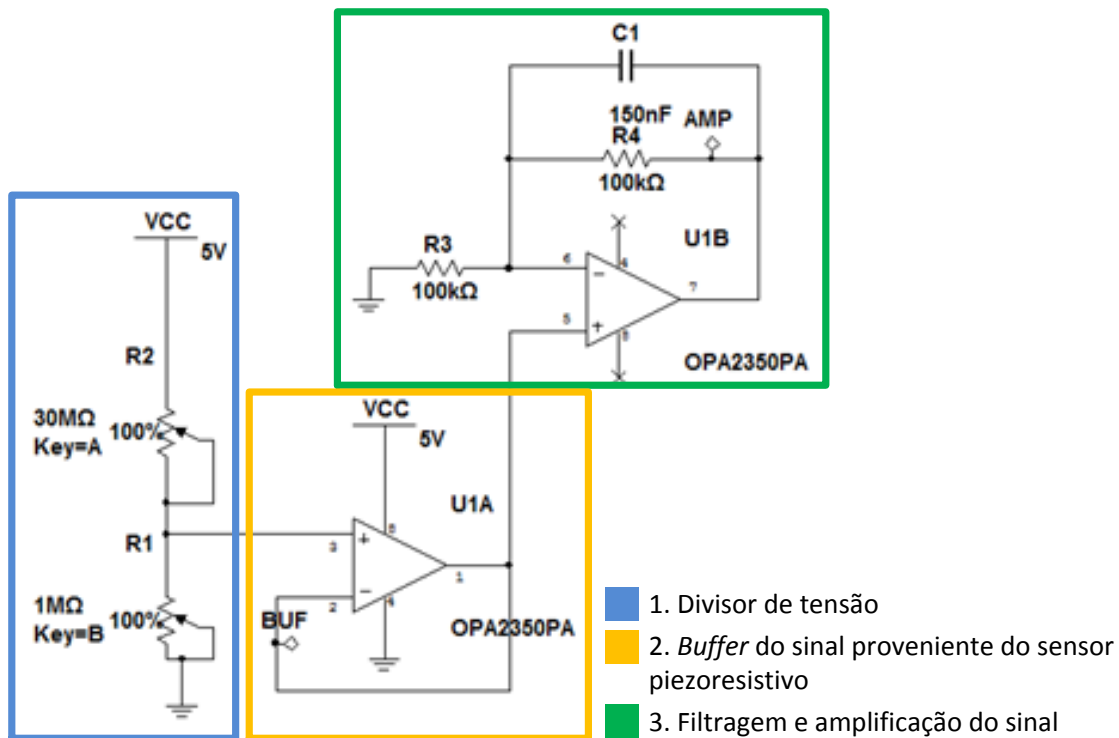 C1
150nF
AMP
R4
100kΩ
U1B
R3
100kΩ
6
5
7
OPA2350PA
VCC
5V
R2
30MΩ
100%
Key=A
R1
1MΩ
100%
Key=B
VCC
5V
U1A
3
2
8
4
1
BUF
OPA2350PA
1. Divisor de tensão
2. Buffer do sinal proveniente do sensor
piezoresistivo
3. Filtragem e amplificação do sinal